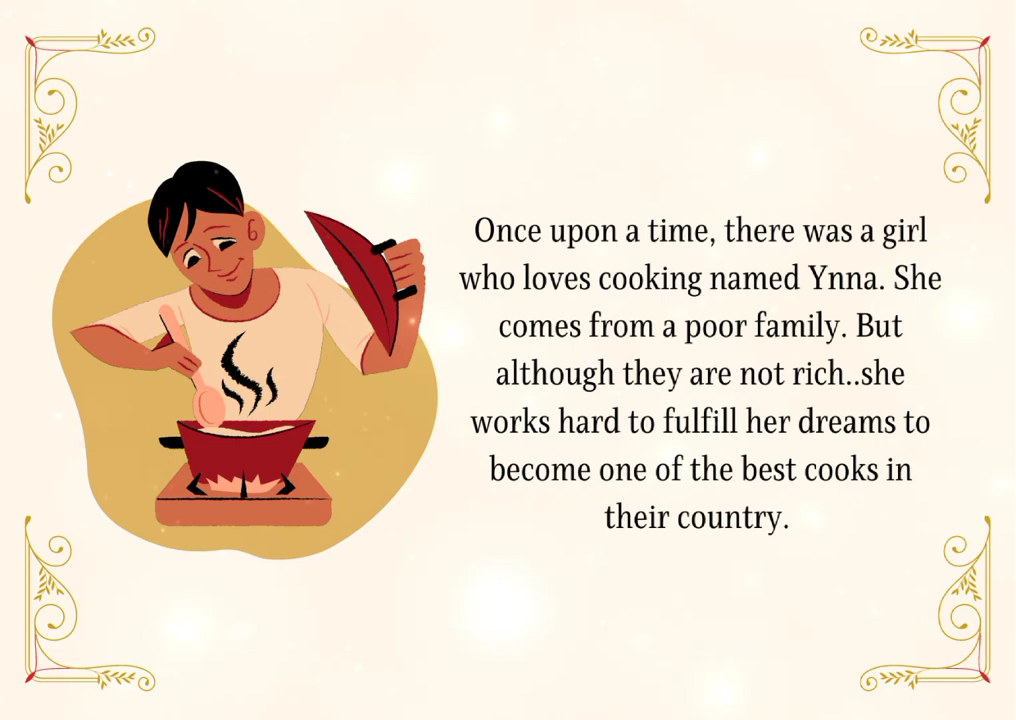 Once upon a time, there was a girl
who loves cooking named Ynna. She
comes from a poor family. But
although they are not rich..she
works hard to fulfill her dreams to
become one of the best cooks in
their country.